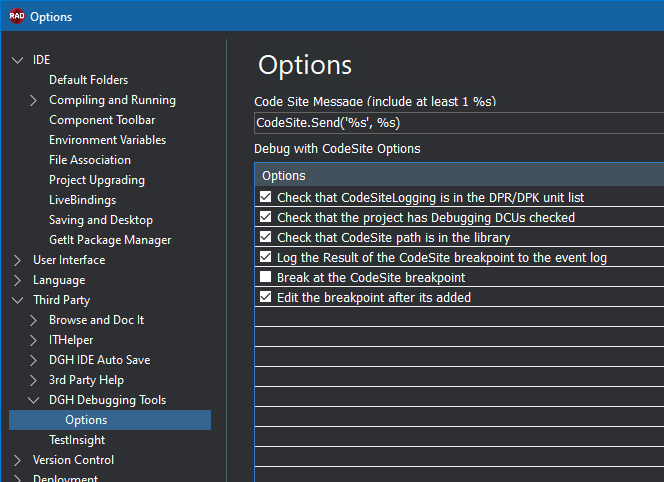 RAD Options
IDE
Default Folders
Compiling and Running
Component Toolbar
Environment Variables
File Association
Project Upgrading
LiveBindings
Saving and Desktop
GetIt Package Manager
User Interface
Language
Third Party
Browse and Doc It
ITHelper
DGH IDE Auto Save
3rd Party Help
DGH Debugging Tools
Options
TestInsight
Version Control
Deployment
Options
Code Site Message (include at least 1 %s)
CodeSite.Send('%s', %s)
Debug with CodeSite Options
Options
Check that CodeSiteLogging is in the DPR/DPK unit list
Check that the project has Debugging DCUs checked
Check that CodeSite path is in the library
Log the Result of the CodeSite breakpoint to the event log
Break at the CodeSite breakpoint
Edit the breakpoint after its added